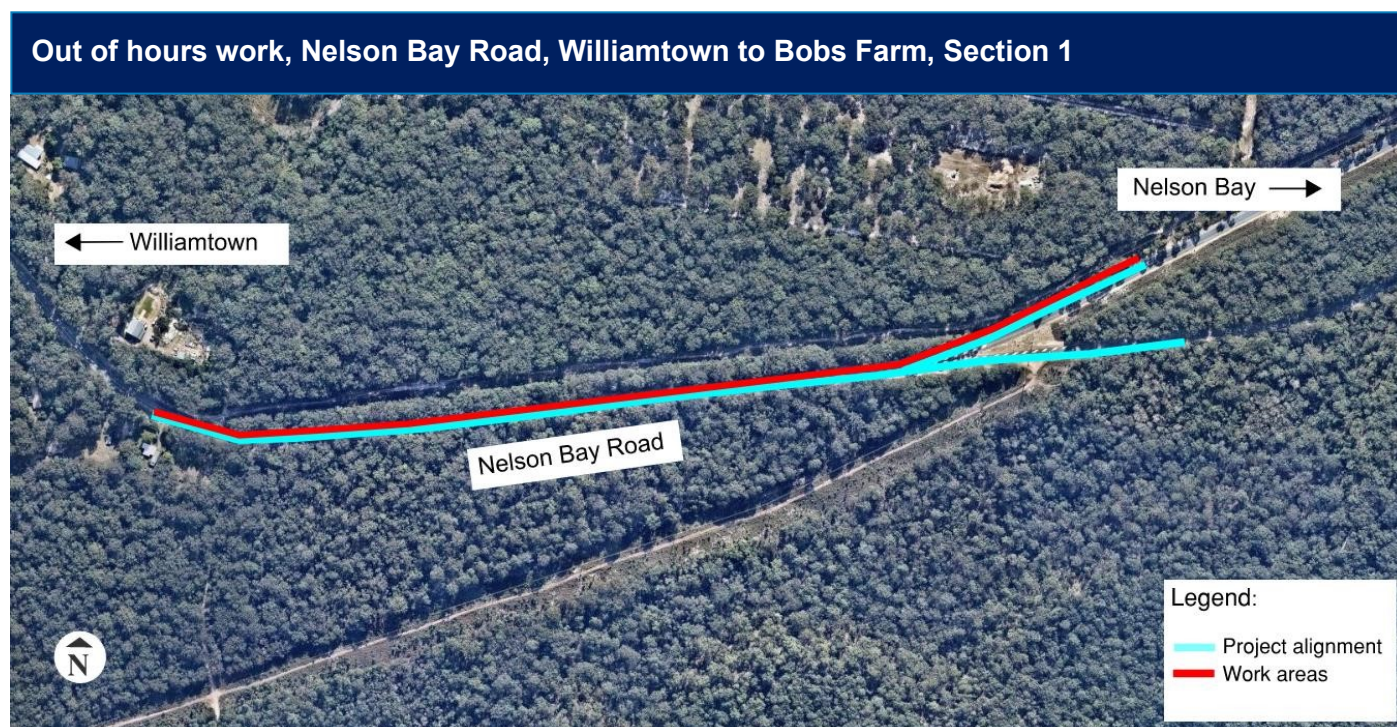 Out of hours work, Nelson Bay Road, Williamtown to Bobs Farm, Section 1
Nelson Bay →
← Williamtown
Nelson Bay Road
Legend:
Project alignment
Work areas
N